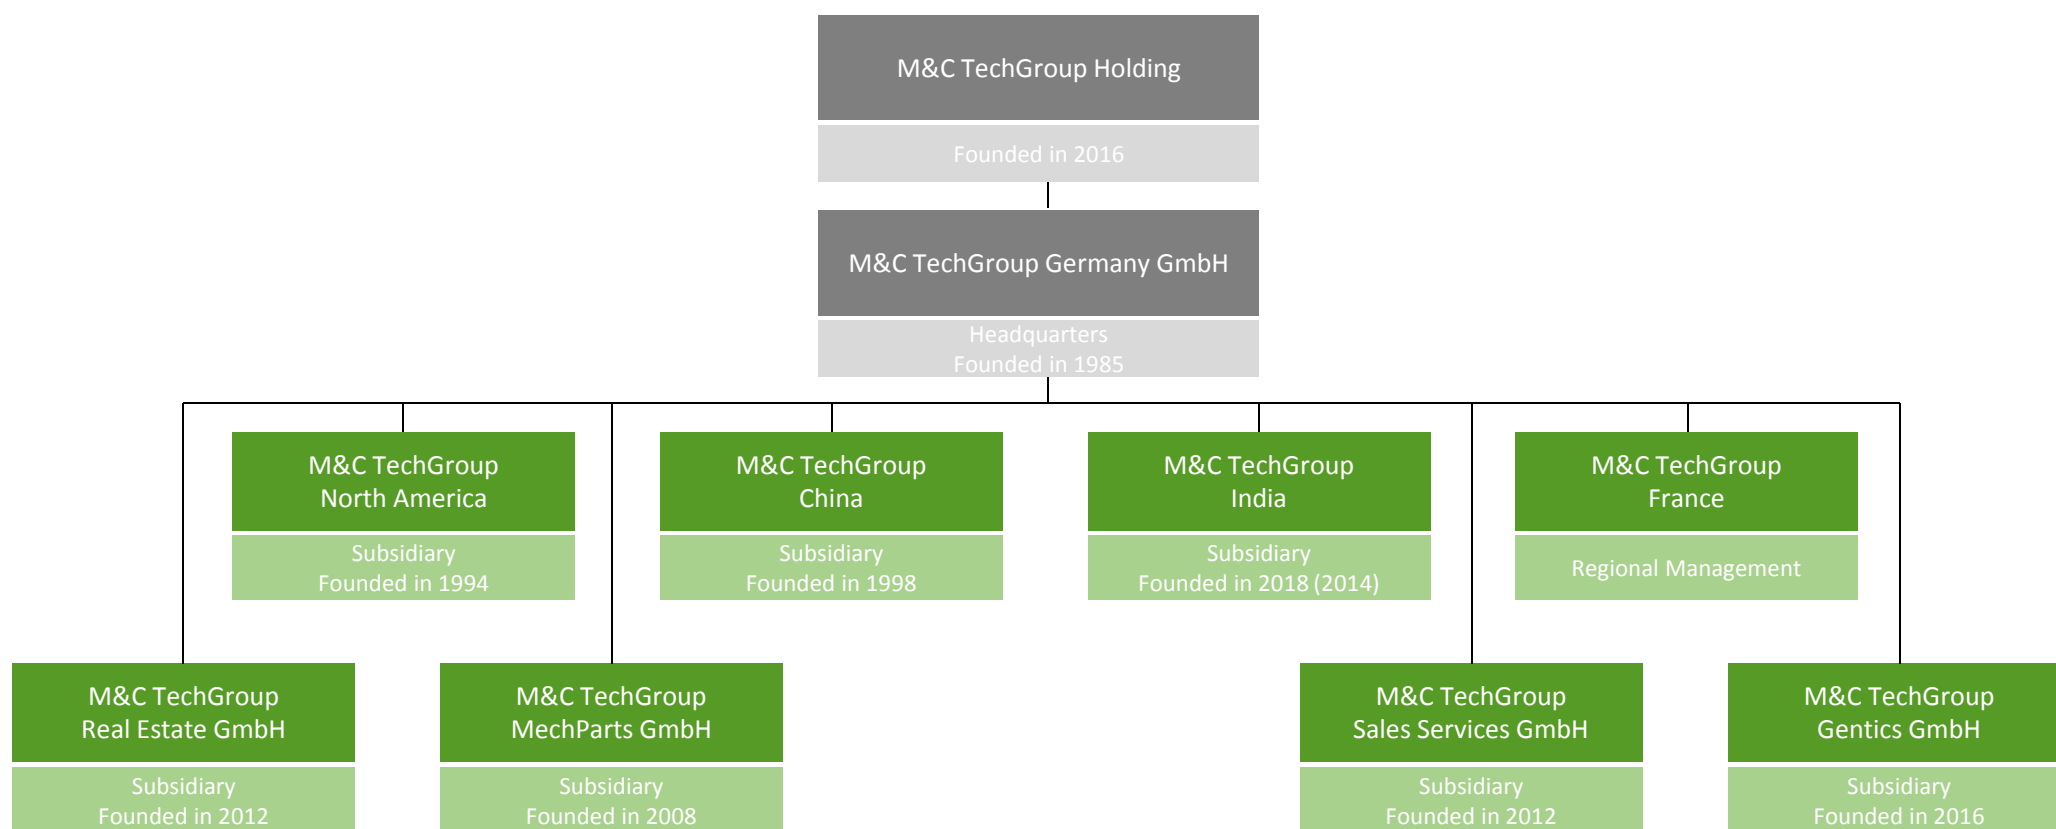 M&C TechGroup Holding
Founded in 2016
M&C TechGroup Germany GmbH
Headquarters
Founded in 1985
M&C TechGroup
North America
Subsidiary
Founded in 1994
M&C TechGroup
China
Subsidiary
Founded in 1998
M&C TechGroup
India
Subsidiary
Founded in 2018 (2014)
M&C TechGroup
France
Regional Management
M&C TechGroup
Real Estate GmbH
Subsidiary
Founded in 2012
M&C TechGroup
MechParts GmbH
Subsidiary
Founded in 2008
M&C TechGroup
Sales Services GmbH
Subsidiary
Founded in 2012
M&C TechGroup
Gentics GmbH
Subsidiary
Founded in 2016